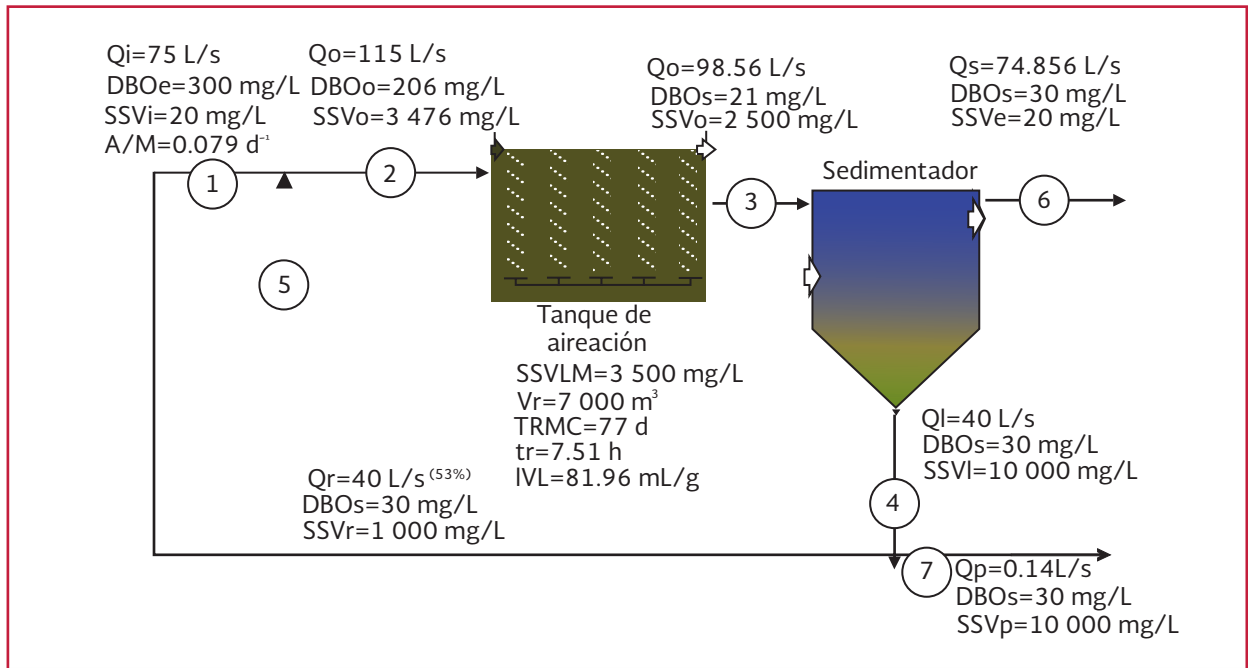 Qi=75 L/s
DBOe=300 mg/L
SSVi=20 mg/L
A/M=0.079 d⁻¹
Qo=115 L/s
DBOo=206 mg/L
SSVo=3 476 mg/L
Qo=98.56 L/s
DBOs=21 mg/L
SSVo=2 500 mg/L
Qs=74.856 L/s
DBOs=30 mg/L
SSVe=20 mg/L
1
2
3
Sedimentador
6
5
Tanque de
aireación
SSVLM=3 500 mg/L
Vr=7 000 m³
TRMC=77 d
tr=7.51 h
IVL=81.96 mL/g
Ql=40 L/s
DBOs=30 mg/L
SSVl=10 000 mg/L
4
Qr=40 L/s (53%)
DBOs=30 mg/L
SSVr=1 000 mg/L
7
Qp=0.14L/s
DBOs=30 mg/L
SSVp=10 000 mg/L